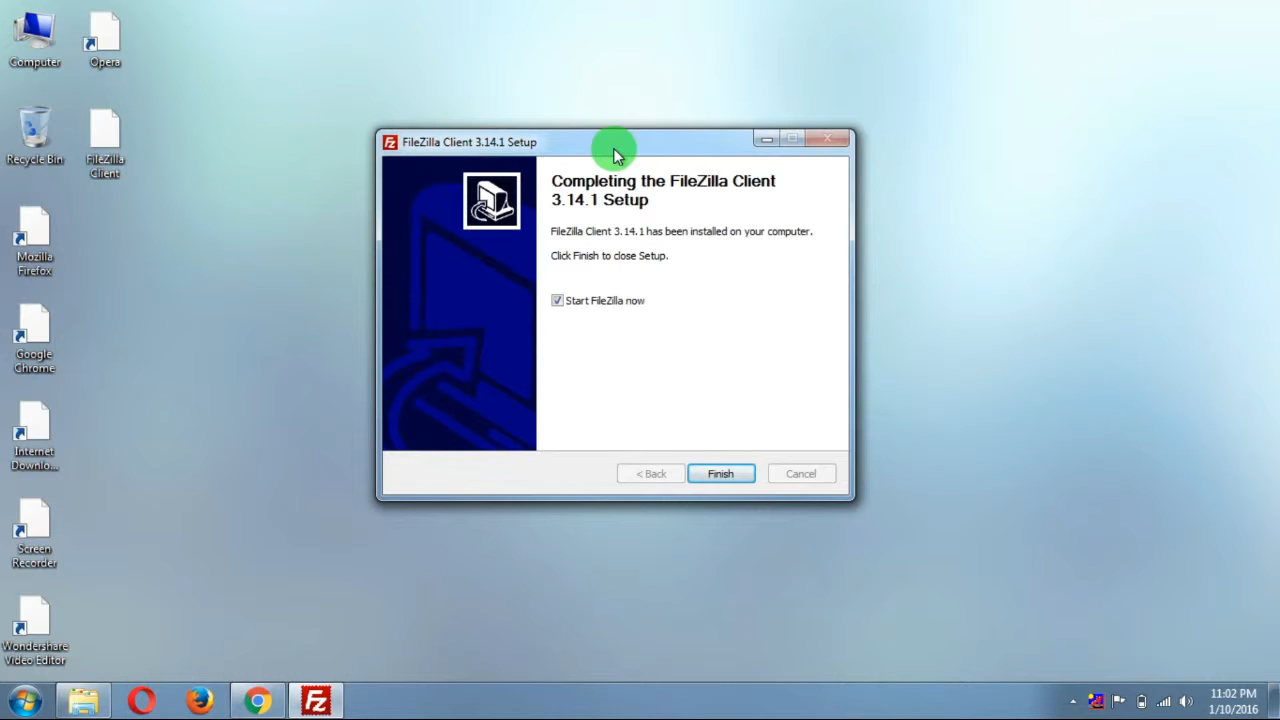 Computer
Opera
Recycle Bin
FileZilla
Client
Mozilla
Firefox
Google
Chrome
Internet
Downlo...
Screen
Recorder
Wondershare
Video Editor
Fz FileZilla Client 3.14.1 Setup
Completing the FileZilla Client
3.14.1 Setup
FileZilla Client 3.14.1 has been installed on your computer.
Click Finish to close Setup.
Start FileZilla now
< Back
Finish
Cancel
Fz
11:02 PM
1/10/2016